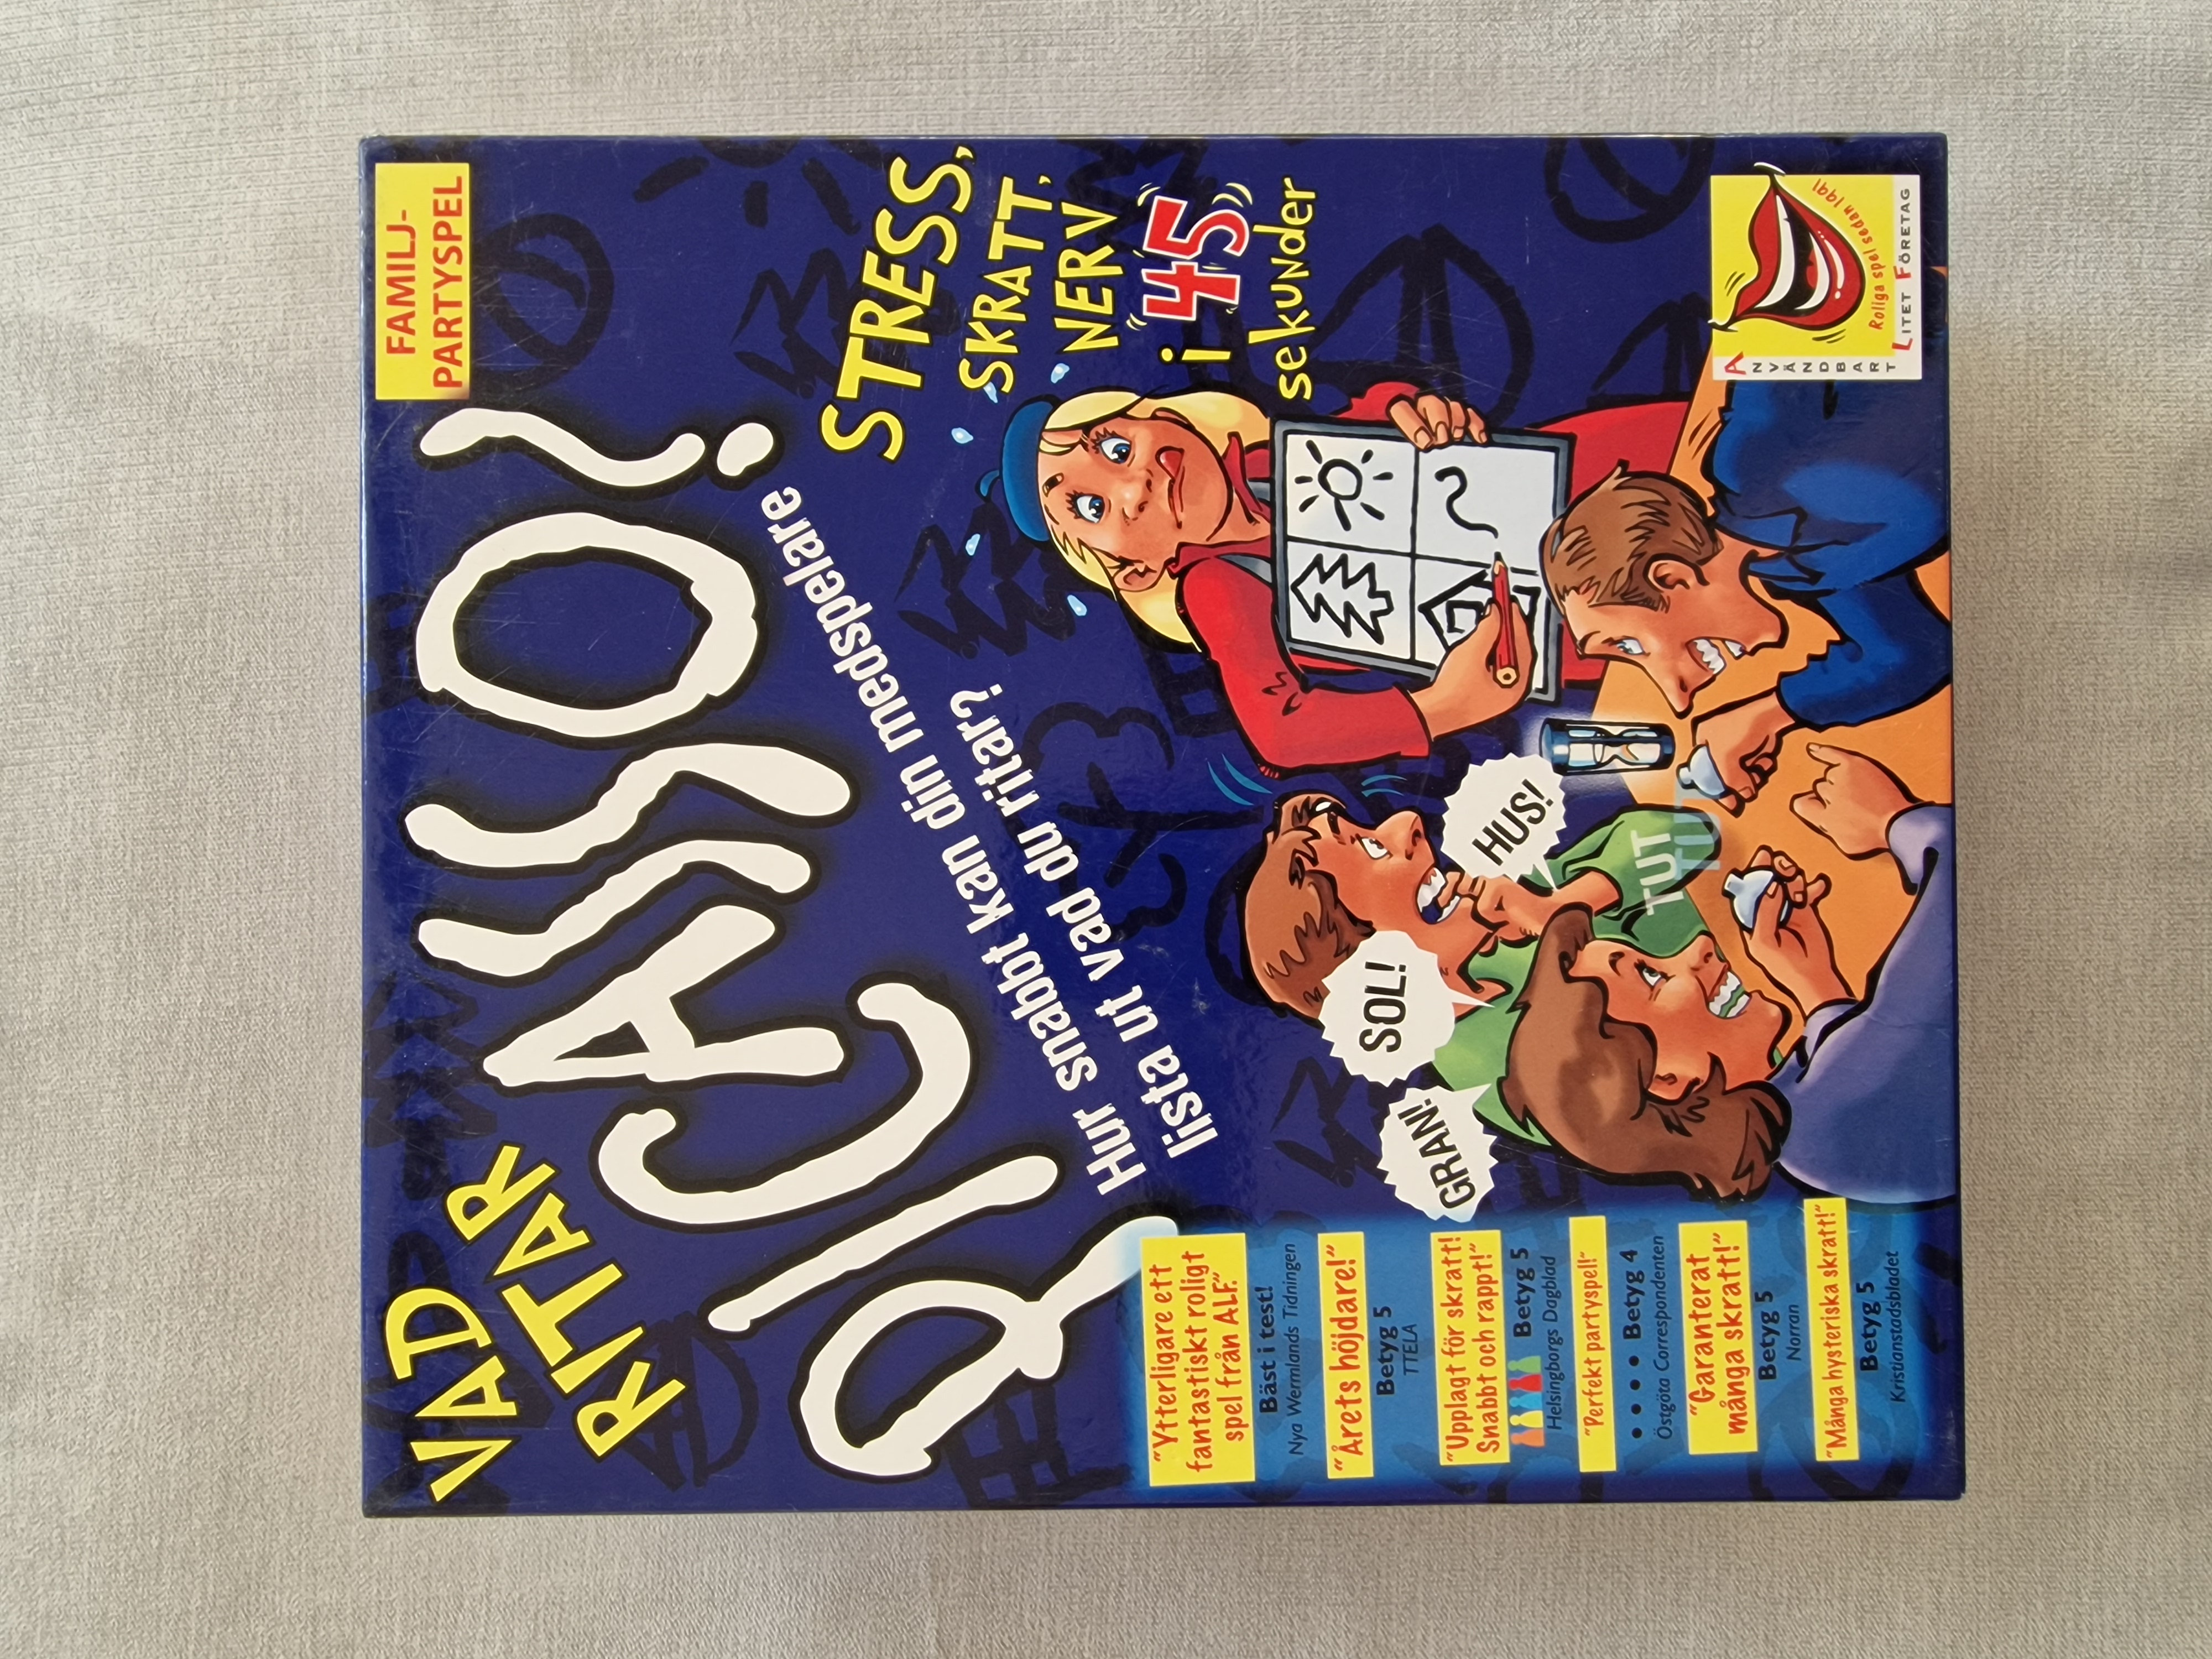 FAMILJ-
PARTYSPEL
VAD
RITAR
PICASSO?
Hur snabbt kan din medspelare
lista ut vad du ritar?
STRESS,
SKRATT,
NERV
i 45
sekunder
GRAN!
SOL!
HUS!
TUT
TUT
"Ytterligare ett
fantastiskt roligt
spel från ALF."
Bäst i test!
Nya Wermlands Tidningen
"Årets höjdare!"
Betyg 5
TTELA
"Upplagt för skratt!
Snabbt och rappt!"
Betyg 5
Helsingborgs Dagblad
"Perfekt partyspel!"
Betyg 4
Östgöta Correspondenten
"Garanterat
många skratt!"
Betyg 5
Norran
"Många hysteriska skratt!"
Betyg 5
Kristianstadsbladet
Roliga spel sedan 1991
ANVÄNDBART
LITET FÖRETAG